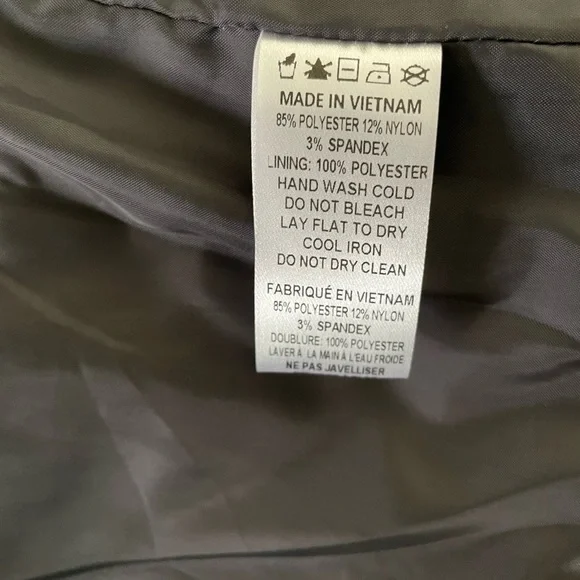 MADE IN VIETNAM
85% POLYESTER 12% NYLON
3% SPANDEX
LINING: 100% POLYESTER
HAND WASH COLD
DO NOT BLEACH
LAY FLAT TO DRY
COOL IRON
DO NOT DRY CLEAN
FABRIQUÉ EN VIETNAM
85% POLYESTER 12% NYLON
3% SPANDEX
DOUBLURE: 100% POLYESTER
LAVER À LA MAIN À L'EAU FROIDE
NE PAS JAVELLISER